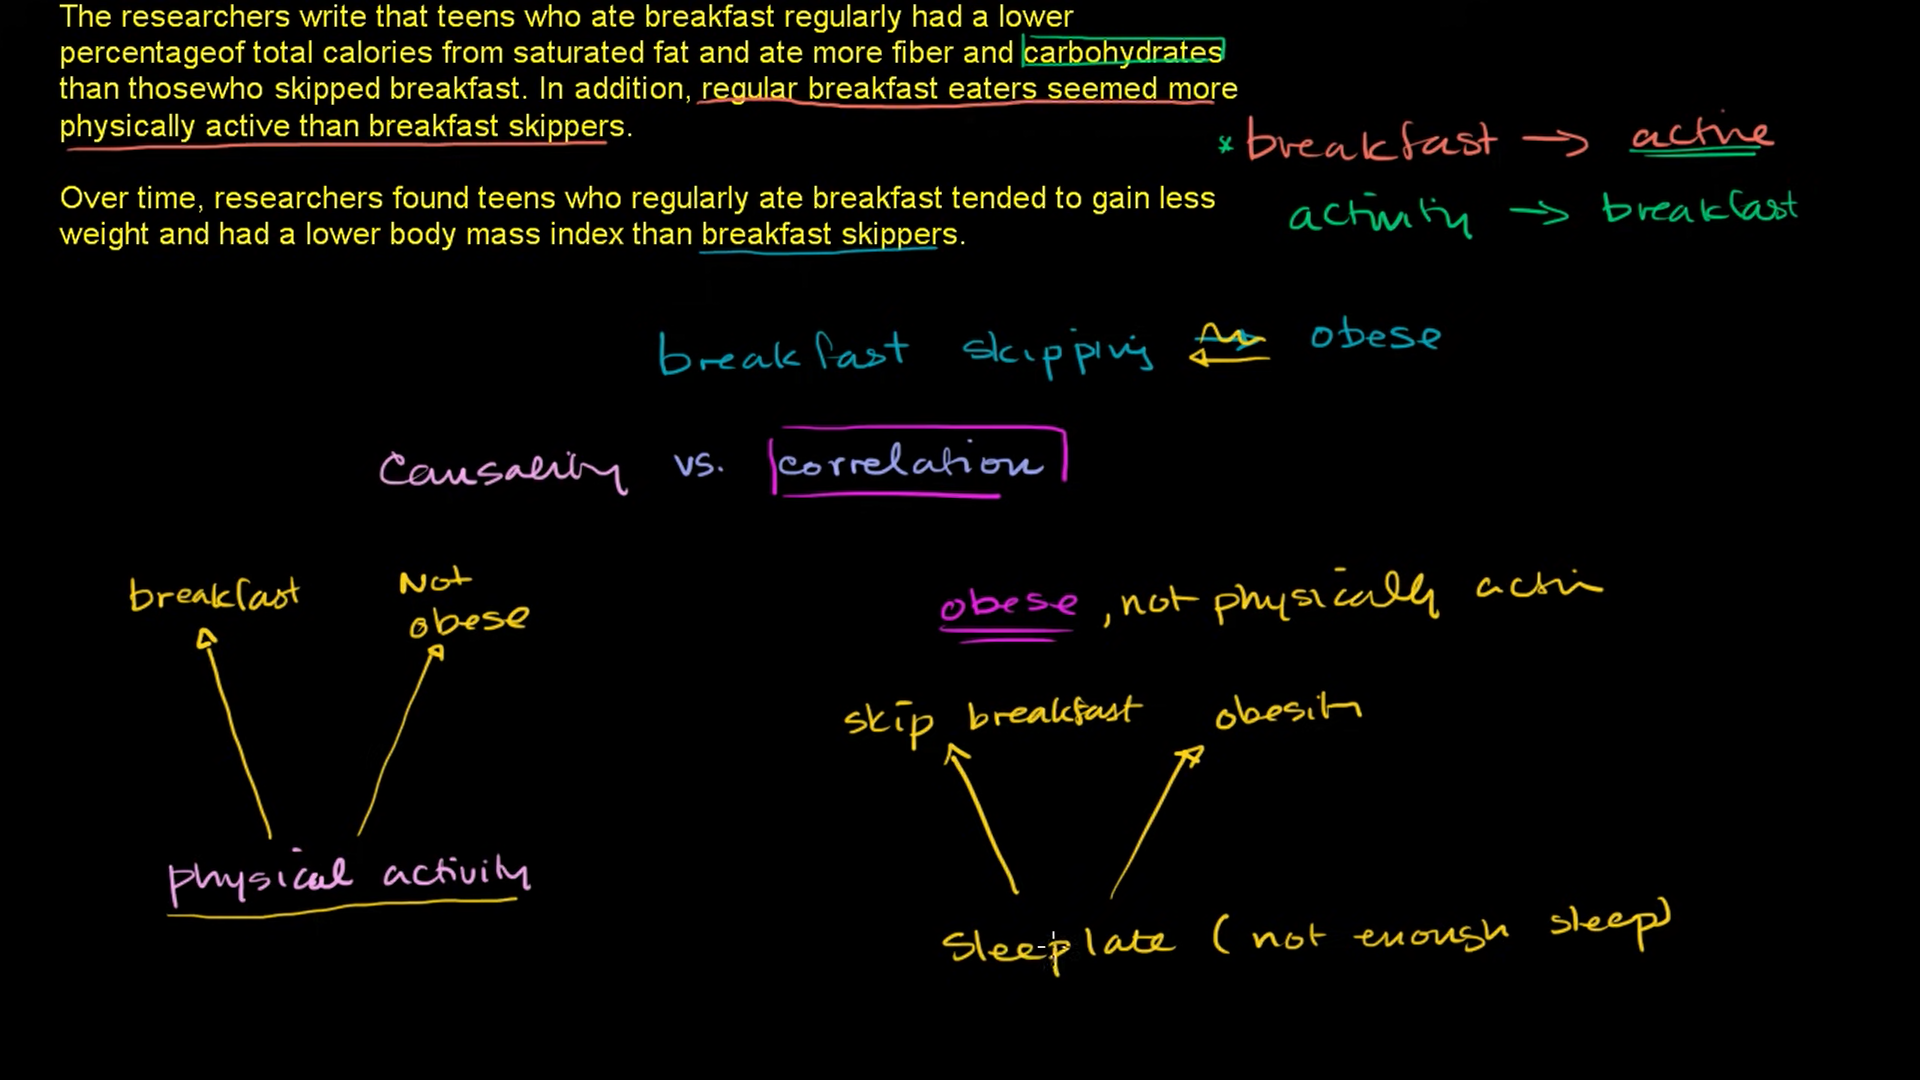 The researchers write that teens who ate breakfast regularly had a lower
percentageof total calories from saturated fat and ate more fiber and carbohydrates
than thosewho skipped breakfast. In addition, regular breakfast eaters seemed more
physically active than breakfast skippers.
* breakfast → active
Over time, researchers found teens who regularly ate breakfast tended to gain less
weight and had a lower body mass index than breakfast skippers.
activity → breakfast
breakfast skipping obese
Causality vs. correlation
breakfast
Not
obese
obese, not physically activ
skip breakfast obesity
physical activity
Sleep late (not enough sleep)